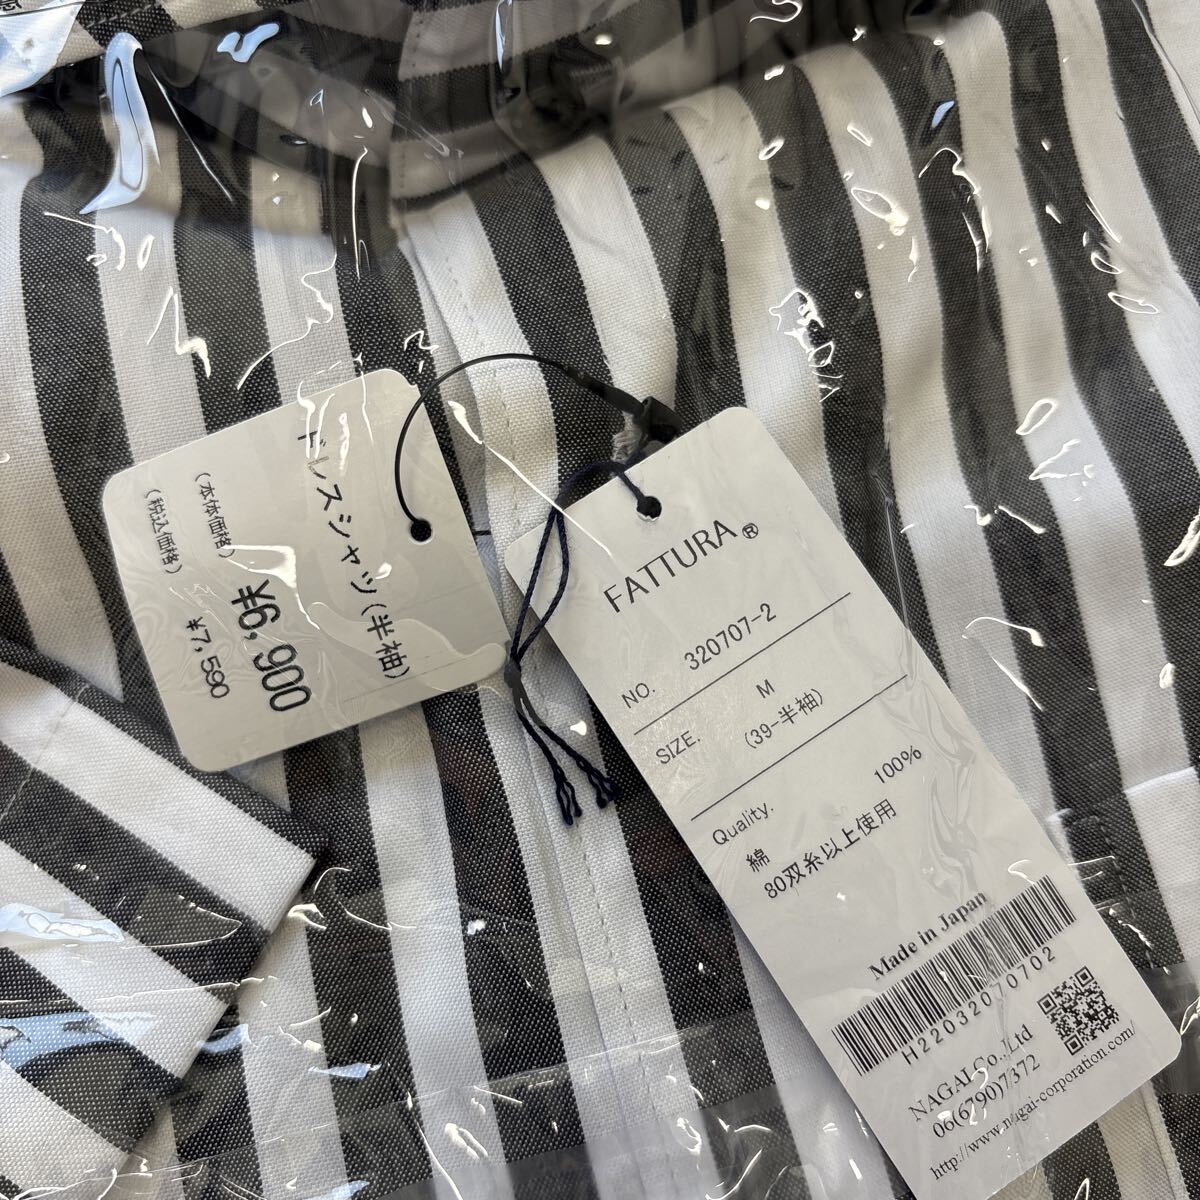 ドレスシャツ(半袖)
(本体価格) ¥6,900
(税込価格) ¥7,590
FATTURA®
NO. 320707-2
SIZE. M
(39-半袖)
Quality.
綿 100%
80双糸以上使用
Made in Japan
H22032070702
NAGAI Co.,Ltd
06(6790)7372
http://www.nagai-corporation.com/